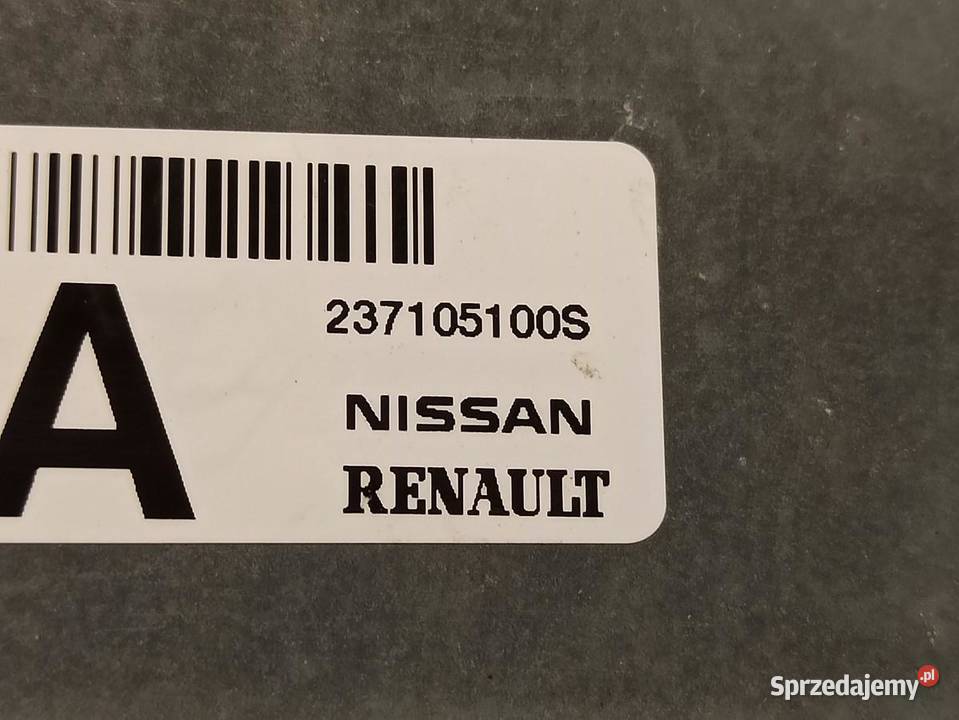 237105100S
A
NISSAN
RENAULT
Sprzedajemy.pl